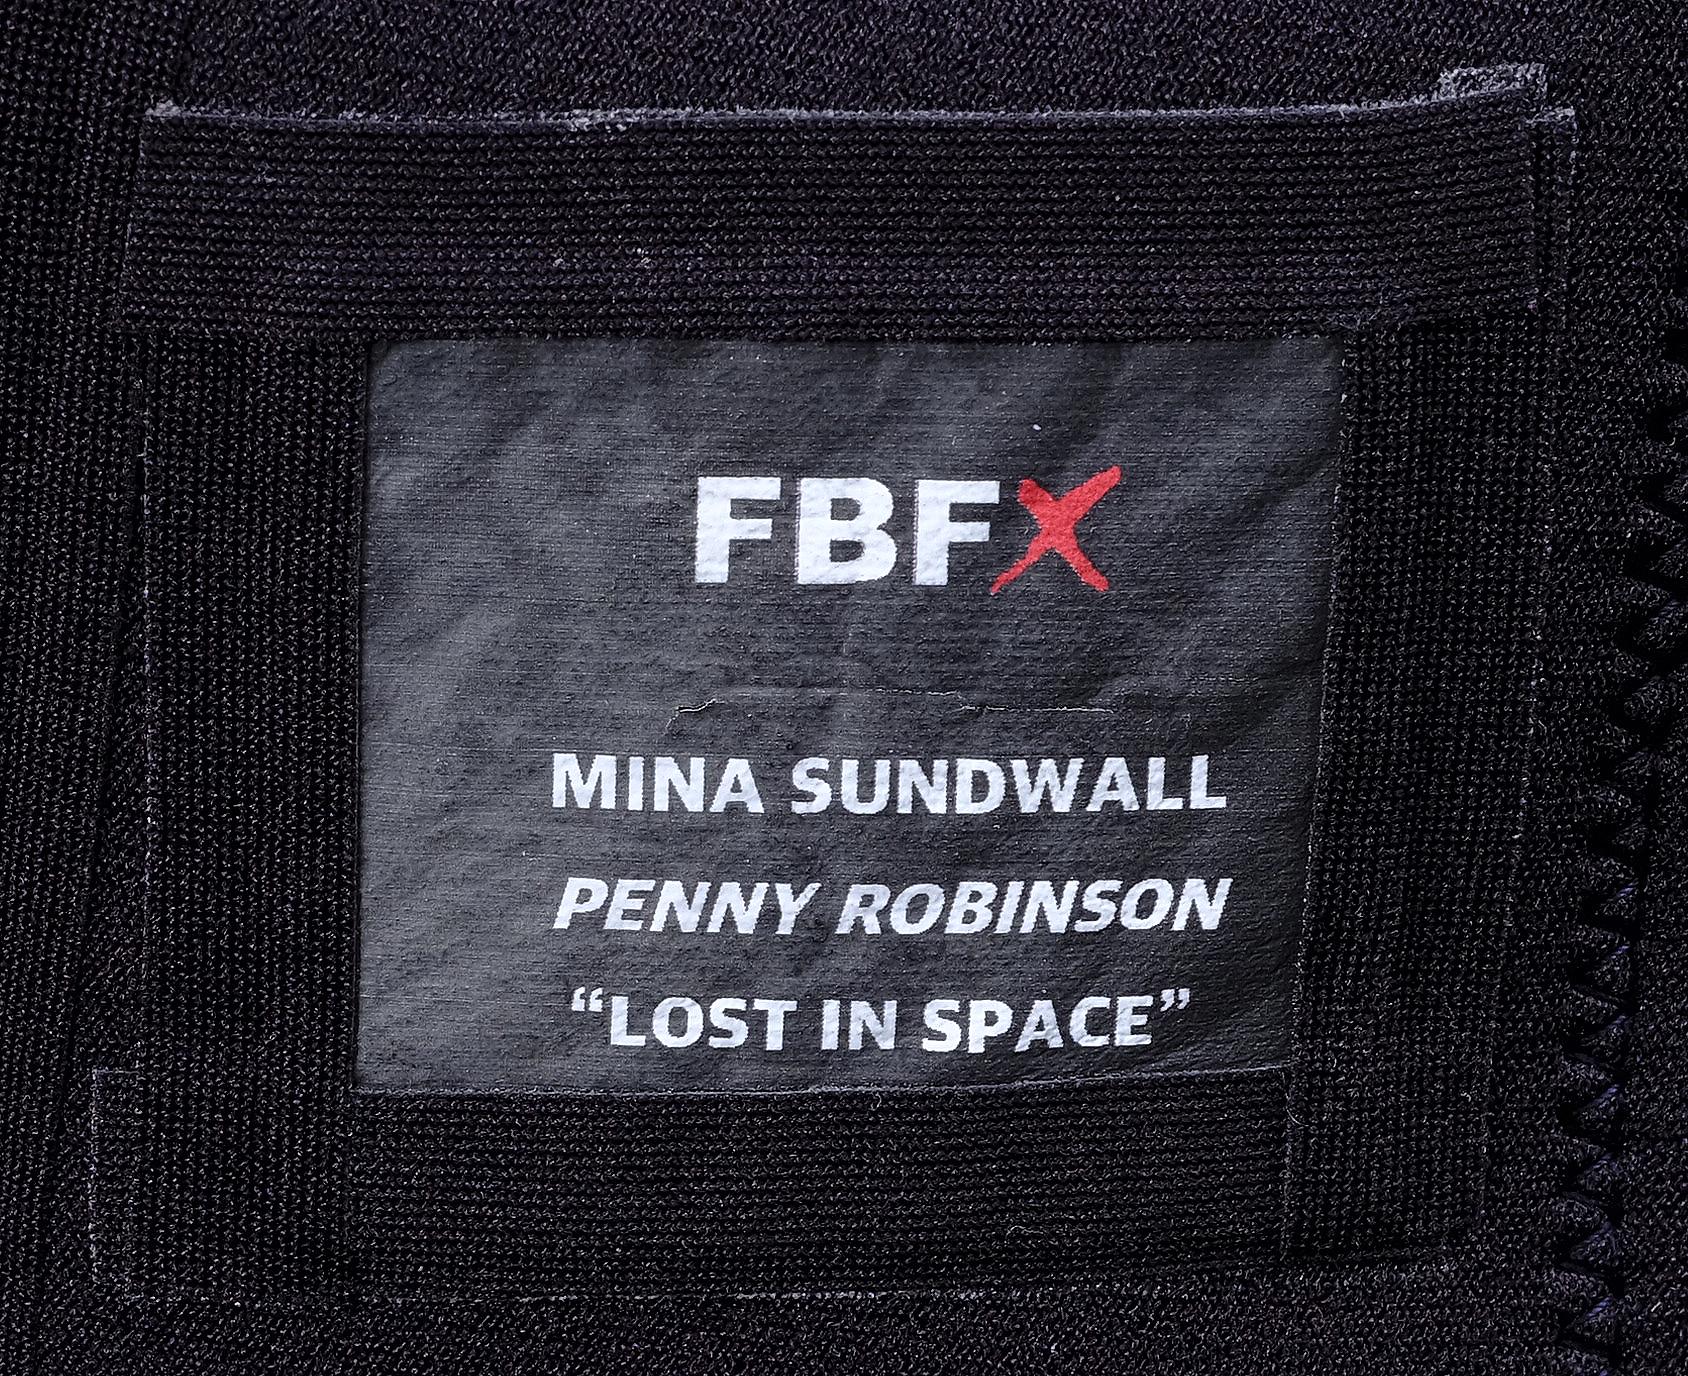 FBFX
MINA SUNDWALL
PENNY ROBINSON
“LOST IN SPACE”